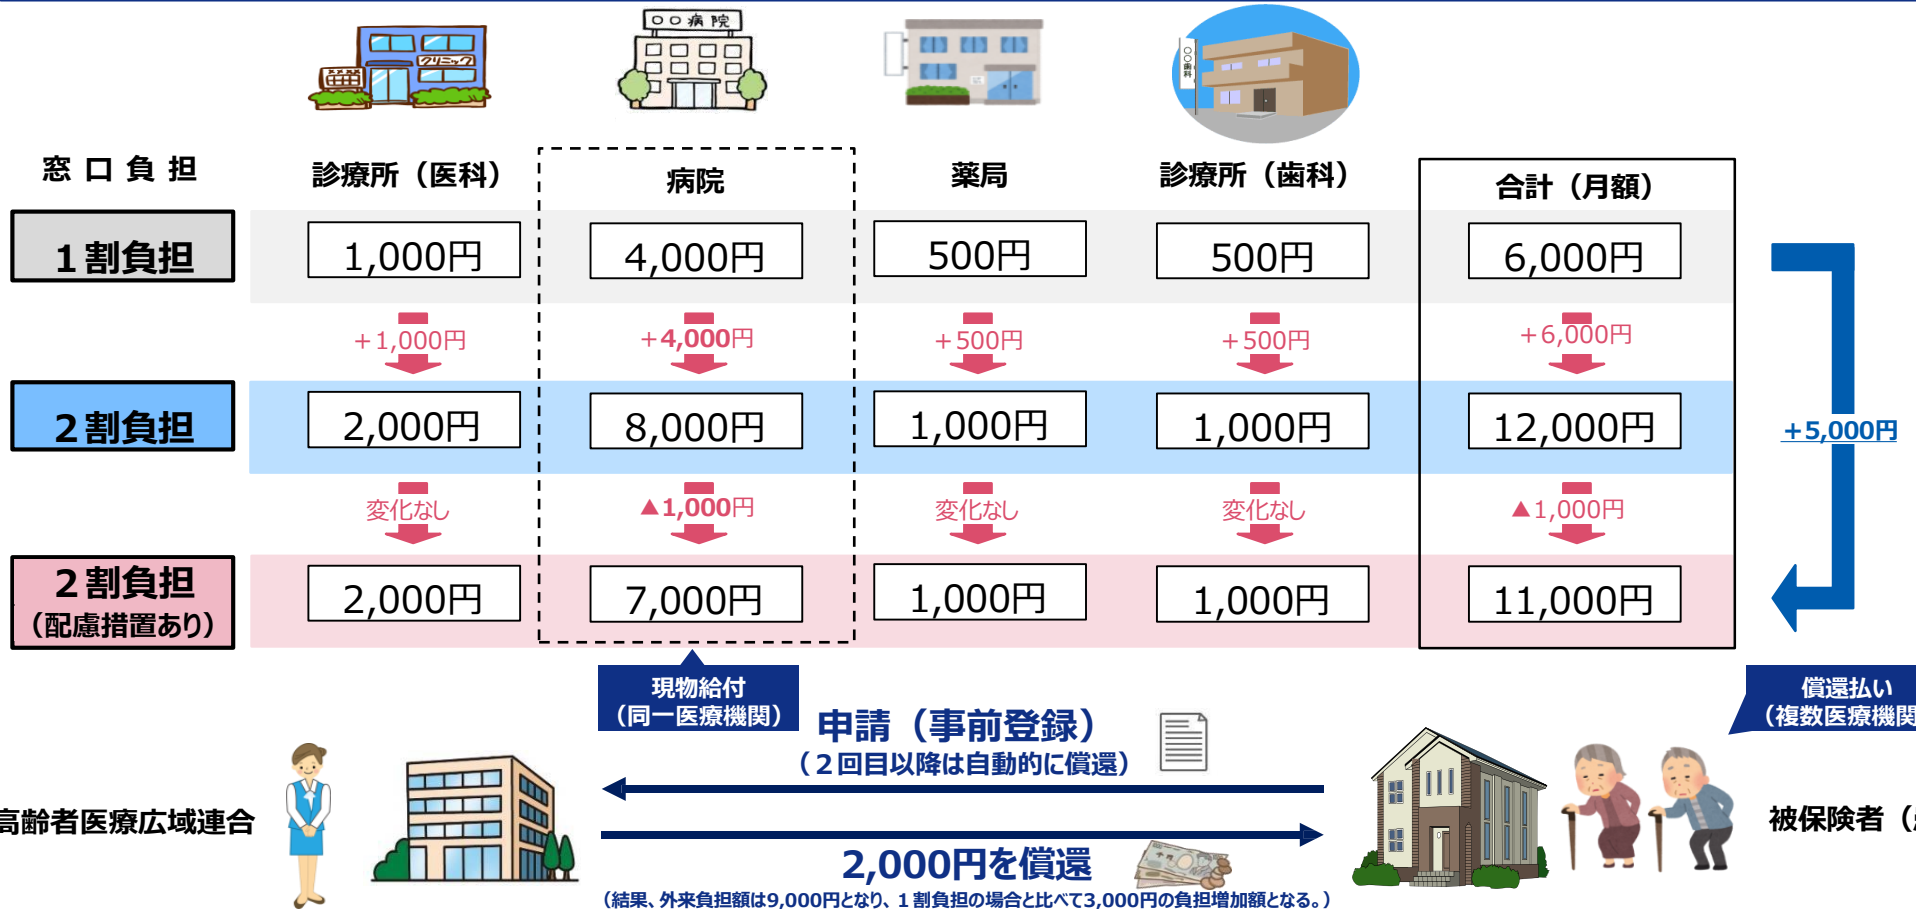 クリニック
〇〇病院
〇〇歯科
窓口負担
診療所（医科）
病院
薬局
診療所（歯科）
合計（月額）
１割負担
1,000円
4,000円
500円
500円
6,000円
+1,000円
+4,000円
+500円
+500円
+6,000円
２割負担
2,000円
8,000円
1,000円
1,000円
12,000円
+5,000円
変化なし
▲1,000円
変化なし
変化なし
▲1,000円
２割負担
（配慮措置あり）
2,000円
7,000円
1,000円
1,000円
11,000円
現物給付
（同一医療機関）
償還払い
（複数医療機関
申請（事前登録）
（２回目以降は自動的に償還）
高齢者医療広域連合
被保険者（
2,000円を償還
（結果、外来負担額は9,000円となり、１割負担の場合と比べて3,000円の負担増加額となる。）